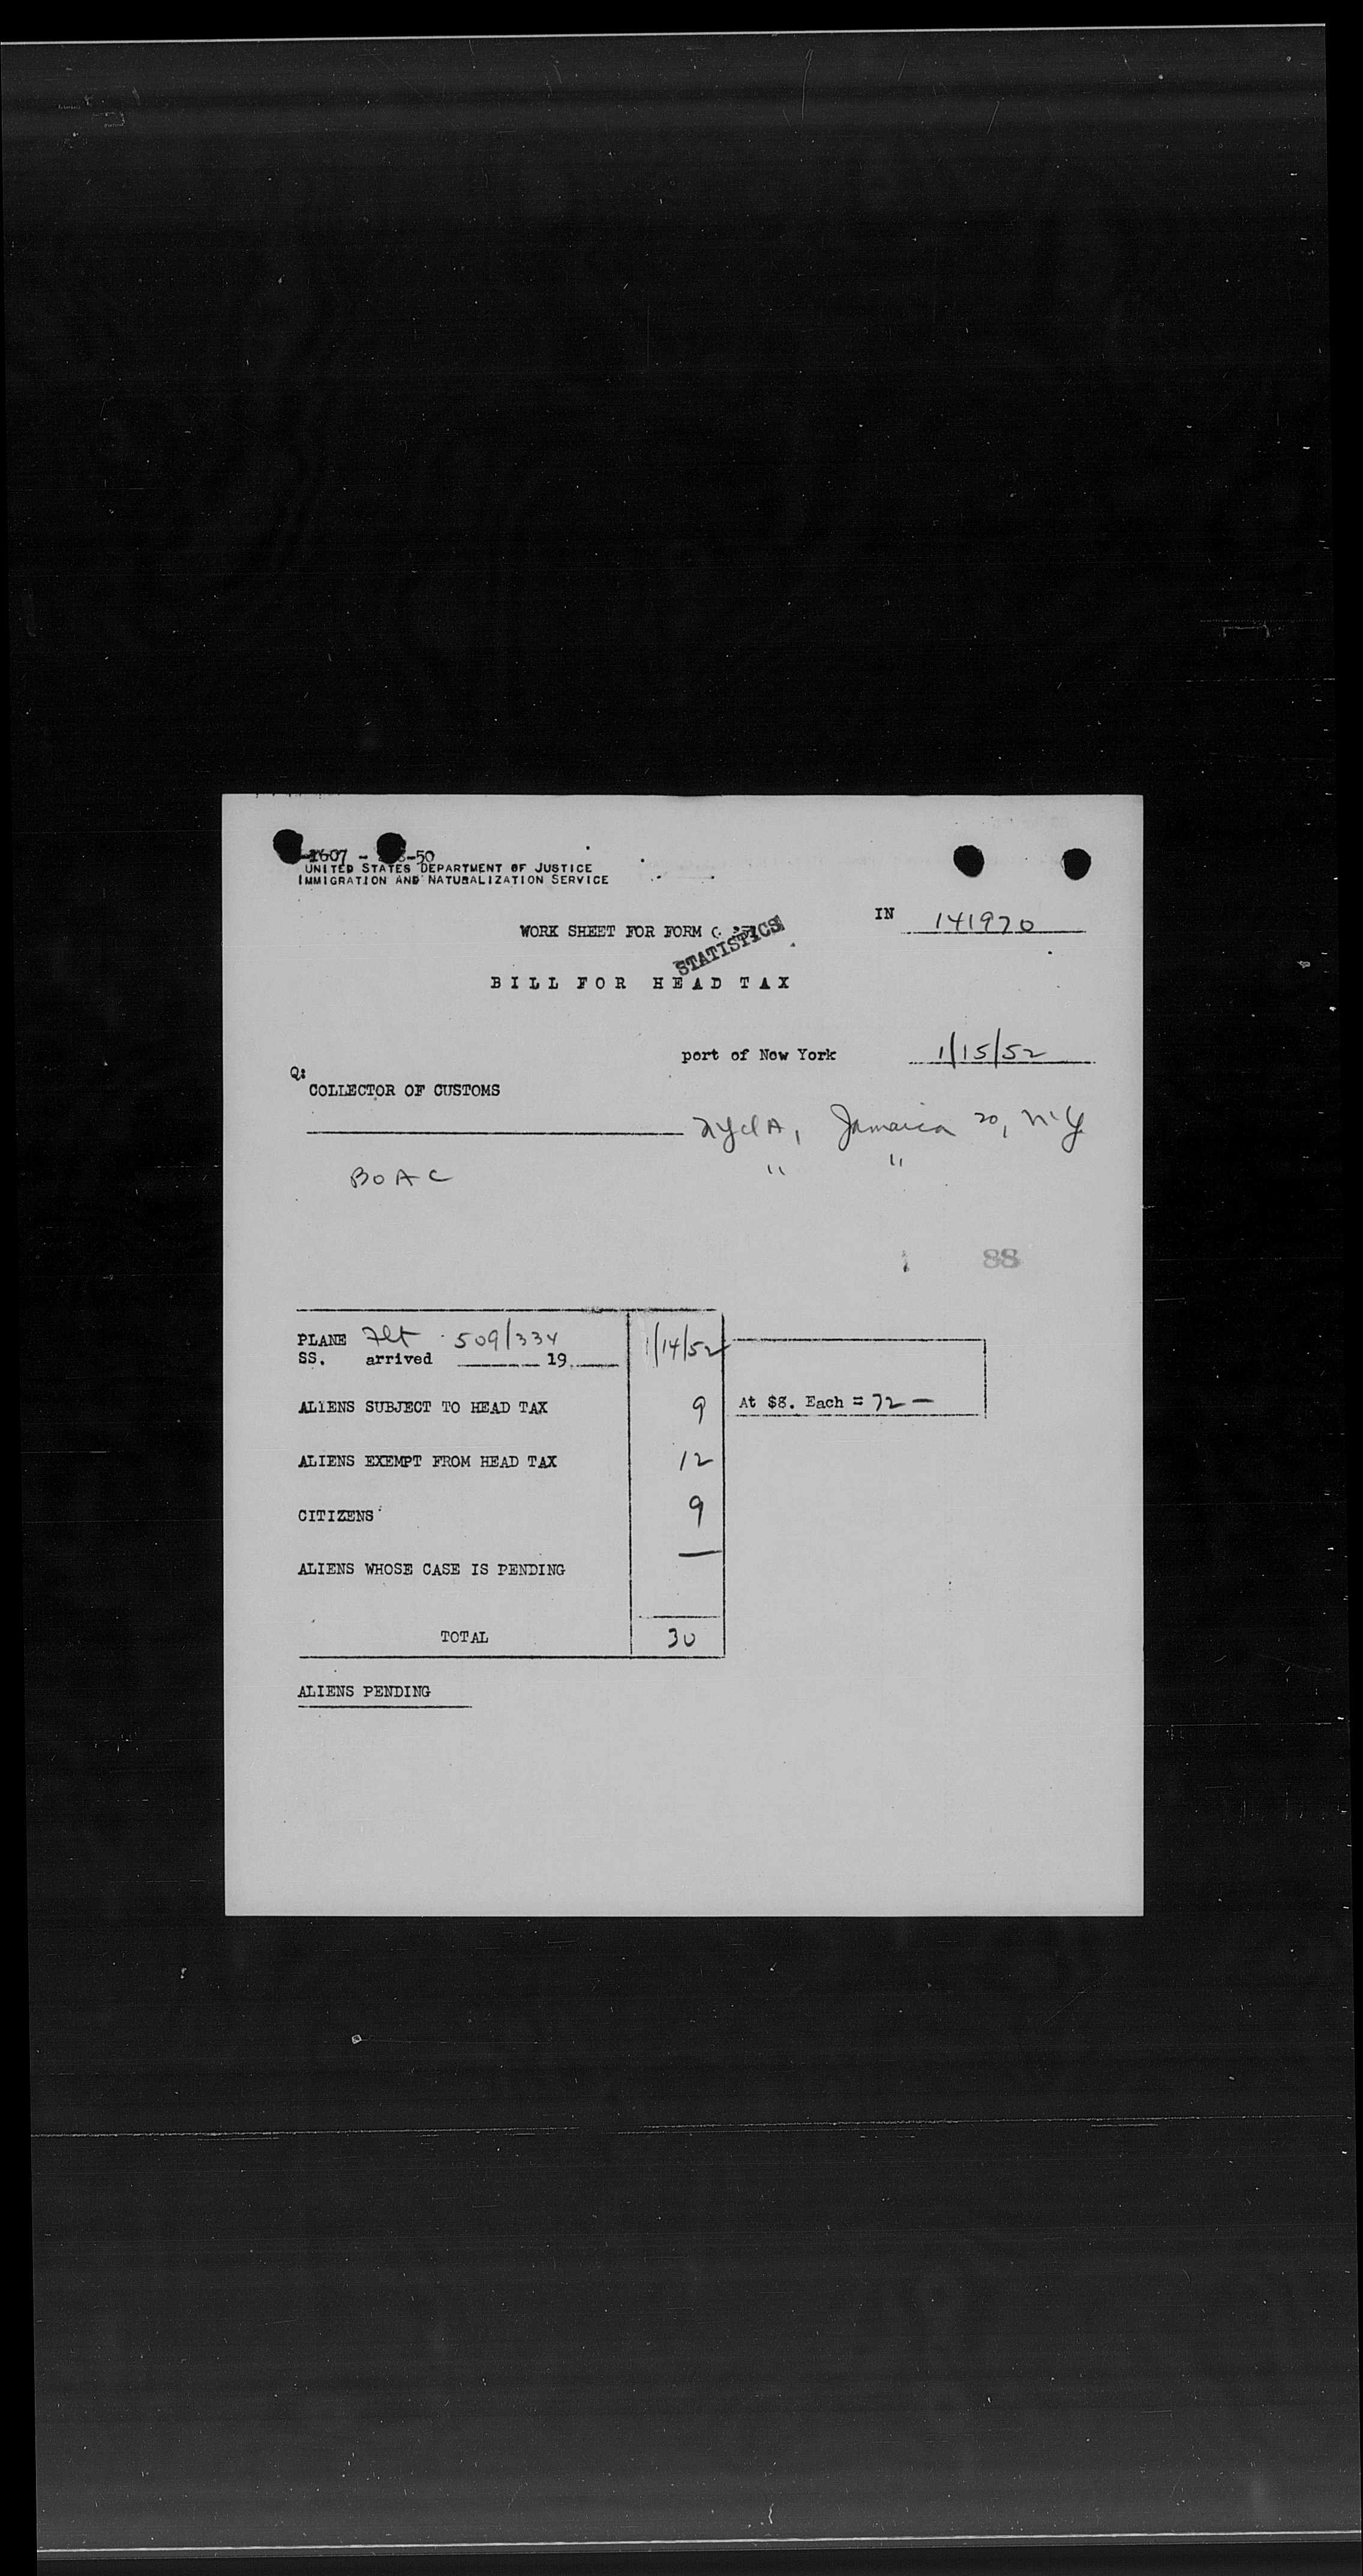 -1607 - -50
UNITED STATES DEPARTMENT OF JUSTICE
IMMIGRATION AND NATURALIZATION SERVICE
IN 141970
WORK SHEET FOR FORM
STATISTICS
BILL FOR HEAD TAX
port of New York 1/15/52
Q:
COLLECTOR OF CUSTOMS
NYdA, Jamaica 20, N.Y
BOAC " "
88
PLANE Flt 509/334 1/14/52
SS. arrived 19
ALIENS SUBJECT TO HEAD TAX 9 At $8. Each = 72 —
ALIENS EXEMPT FROM HEAD TAX 12
CITIZENS 9
ALIENS WHOSE CASE IS PENDING —
TOTAL 30
ALIENS PENDING